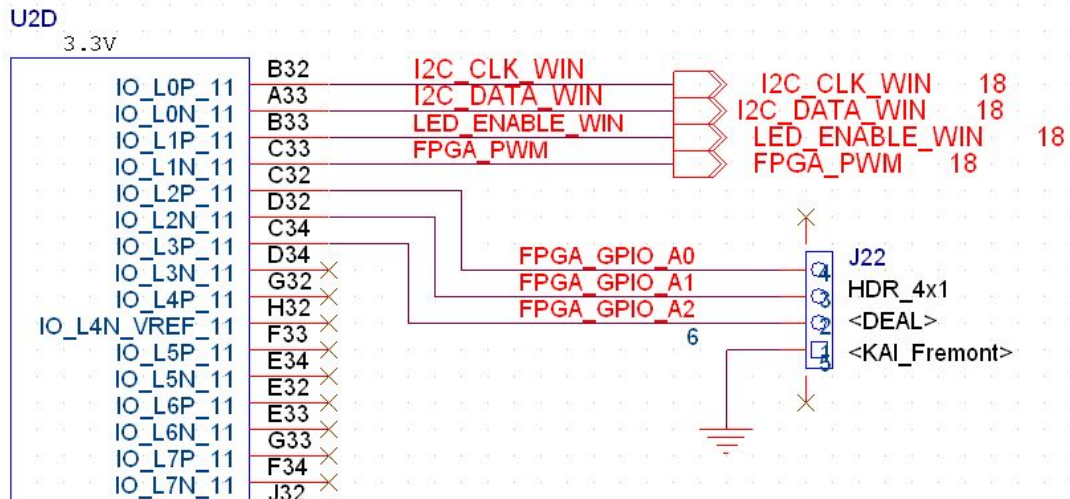 U2D
3.3V
IO_L0P_11 B32 I2C_CLK_WIN I2C_CLK_WIN 18
IO_L0N_11 A33 I2C_DATA_WIN I2C_DATA_WIN 18
IO_L1P_11 B33 LED_ENABLE_WIN LED_ENABLE_WIN 18
IO_L1N_11 C33 FPGA_PWM FPGA_PWM 18
IO_L2P_11 C32
IO_L2N_11 D32
IO_L3P_11 C34
IO_L3N_11 D34 FPGA_GPIO_A0 4 J22
IO_L4P_11 G32 FPGA_GPIO_A1 3 HDR_4x1
IO_L4N_VREF_11 H32 FPGA_GPIO_A2 2 <DEAL>
IO_L5P_11 F33 6 1 5 <KAI_Fremont>
IO_L5N_11 E34
IO_L6P_11 E32
IO_L6N_11 E33
IO_L7P_11 G33
IO_L7N_11 F34
J32